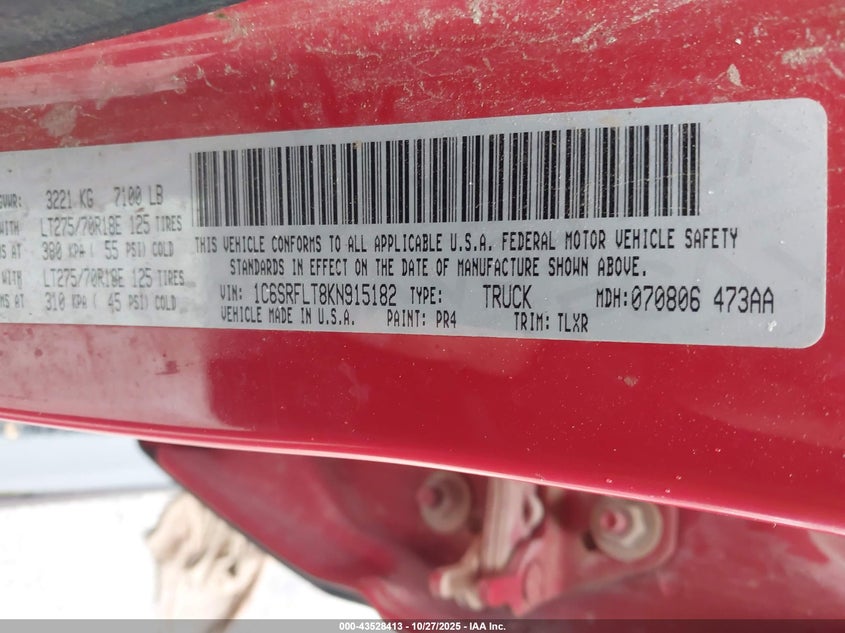 GVWR: 3221 KG 7100 LB
WITH LT275/70R18E 125 TIRES
MS AT 380 KPA ( 55 PSI) COLD
WITH LT275/70R18E 125 TIRES
MS AT 310 KPA ( 45 PSI) COLD
THIS VEHICLE CONFORMS TO ALL APPLICABLE U.S.A. FEDERAL MOTOR VEHICLE SAFETY
STANDARDS IN EFFECT ON THE DATE OF MANUFACTURE SHOWN ABOVE.
VIN: 1C6SRFLT8KN915182 TYPE: TRUCK MDH: 070806 473AA
VEHICLE MADE IN U.S.A. PAINT: PR4 TRIM: TLXR
000-43528413 - 10/27/2025 - IAA Inc.